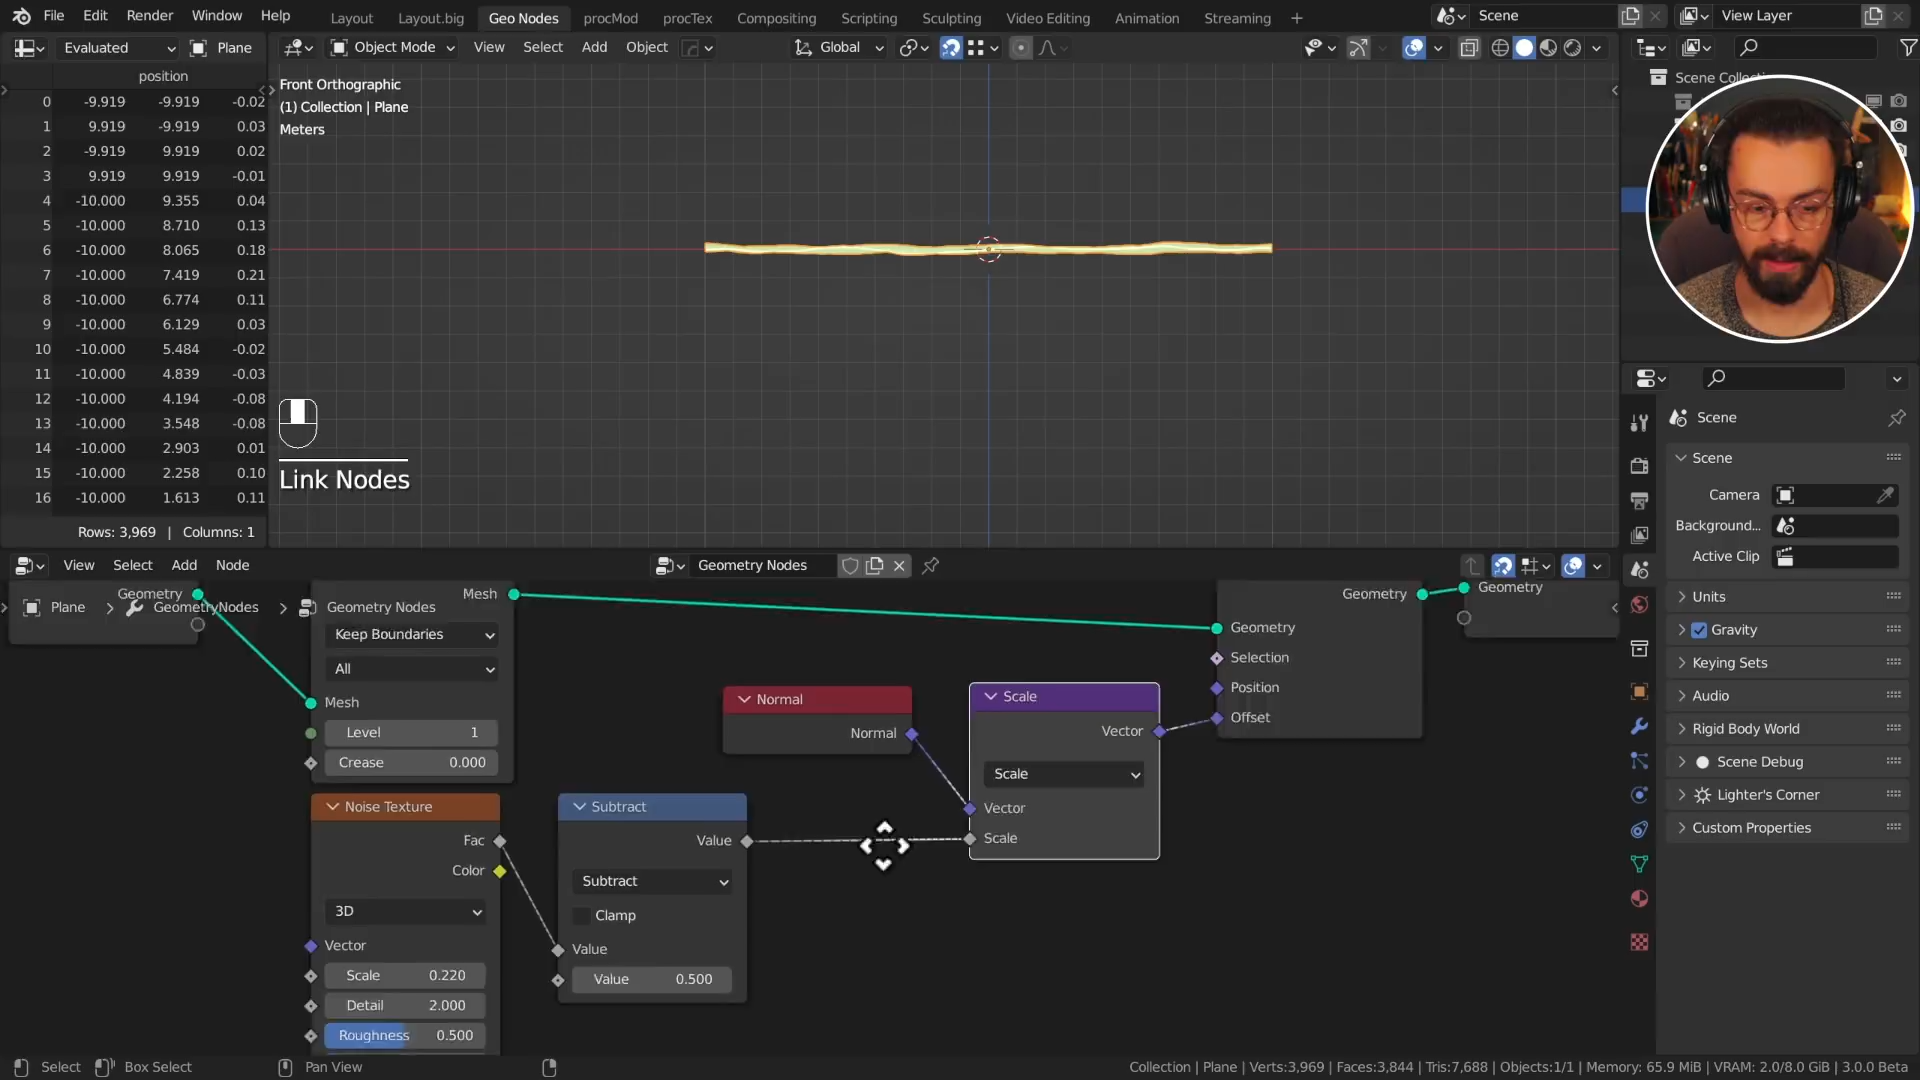 File Edit Render Window Help Layout Layout.big Geo Nodes procMod procTex Compositing Scripting Sculpting Video Editing Animation Streaming + Scene View Layer
Evaluated Plane Object Mode View Select Add Object Global
position
0 -9.919 -9.919 -0.02
1 9.919 -9.919 0.03
2 -9.919 9.919 0.02
3 9.919 9.919 -0.01
4 -10.000 9.355 0.04
5 -10.000 8.710 0.13
6 -10.000 8.065 0.18
7 -10.000 7.419 0.21
8 -10.000 6.774 0.11
9 -10.000 6.129 0.03
10 -10.000 5.484 -0.02
11 -10.000 4.839 -0.03
12 -10.000 4.194 -0.08
13 -10.000 3.548 -0.08
14 -10.000 2.903 0.01
15 -10.000 2.258 0.10
16 -10.000 1.613 0.11
Rows: 3,969 | Columns: 1
Front Orthographic
(1) Collection | Plane
Meters
Link Nodes
Scene
Scene
Camera
Background...
Active Clip
Units
Gravity
Keying Sets
Audio
Rigid Body World
Scene Debug
Lighter's Corner
Custom Properties
View Select Add Node Geometry Nodes
Geometry
Plane > GeometryNodes > Geometry Nodes
Mesh
Keep Boundaries
All
Mesh
Level 1
Crease 0.000
Noise Texture
Fac
Color
3D
Vector
Scale 0.220
Detail 2.000
Roughness 0.500
Subtract
Value
Subtract
Clamp
Value
Value 0.500
Normal
Normal
Scale
Vector
Scale
Vector
Scale
Geometry
Geometry
Selection
Position
Offset
Geometry
Select Box Select Pan View Collection | Plane | Verts:3,969 | Faces:3,844 | Tris:7,688 | Objects:1/1 | Memory: 65.9 MiB | VRAM: 2.0/8.0 GiB | 3.0.0 Beta